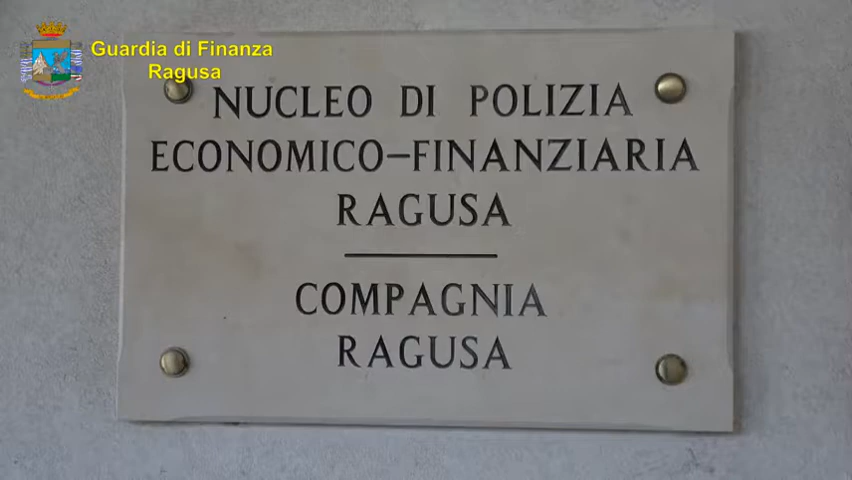 Guardia di Finanza
Ragusa
NUCLEO DI POLIZIA
ECONOMICO-FINANZIARIA
RAGUSA
COMPAGNIA
RAGUSA